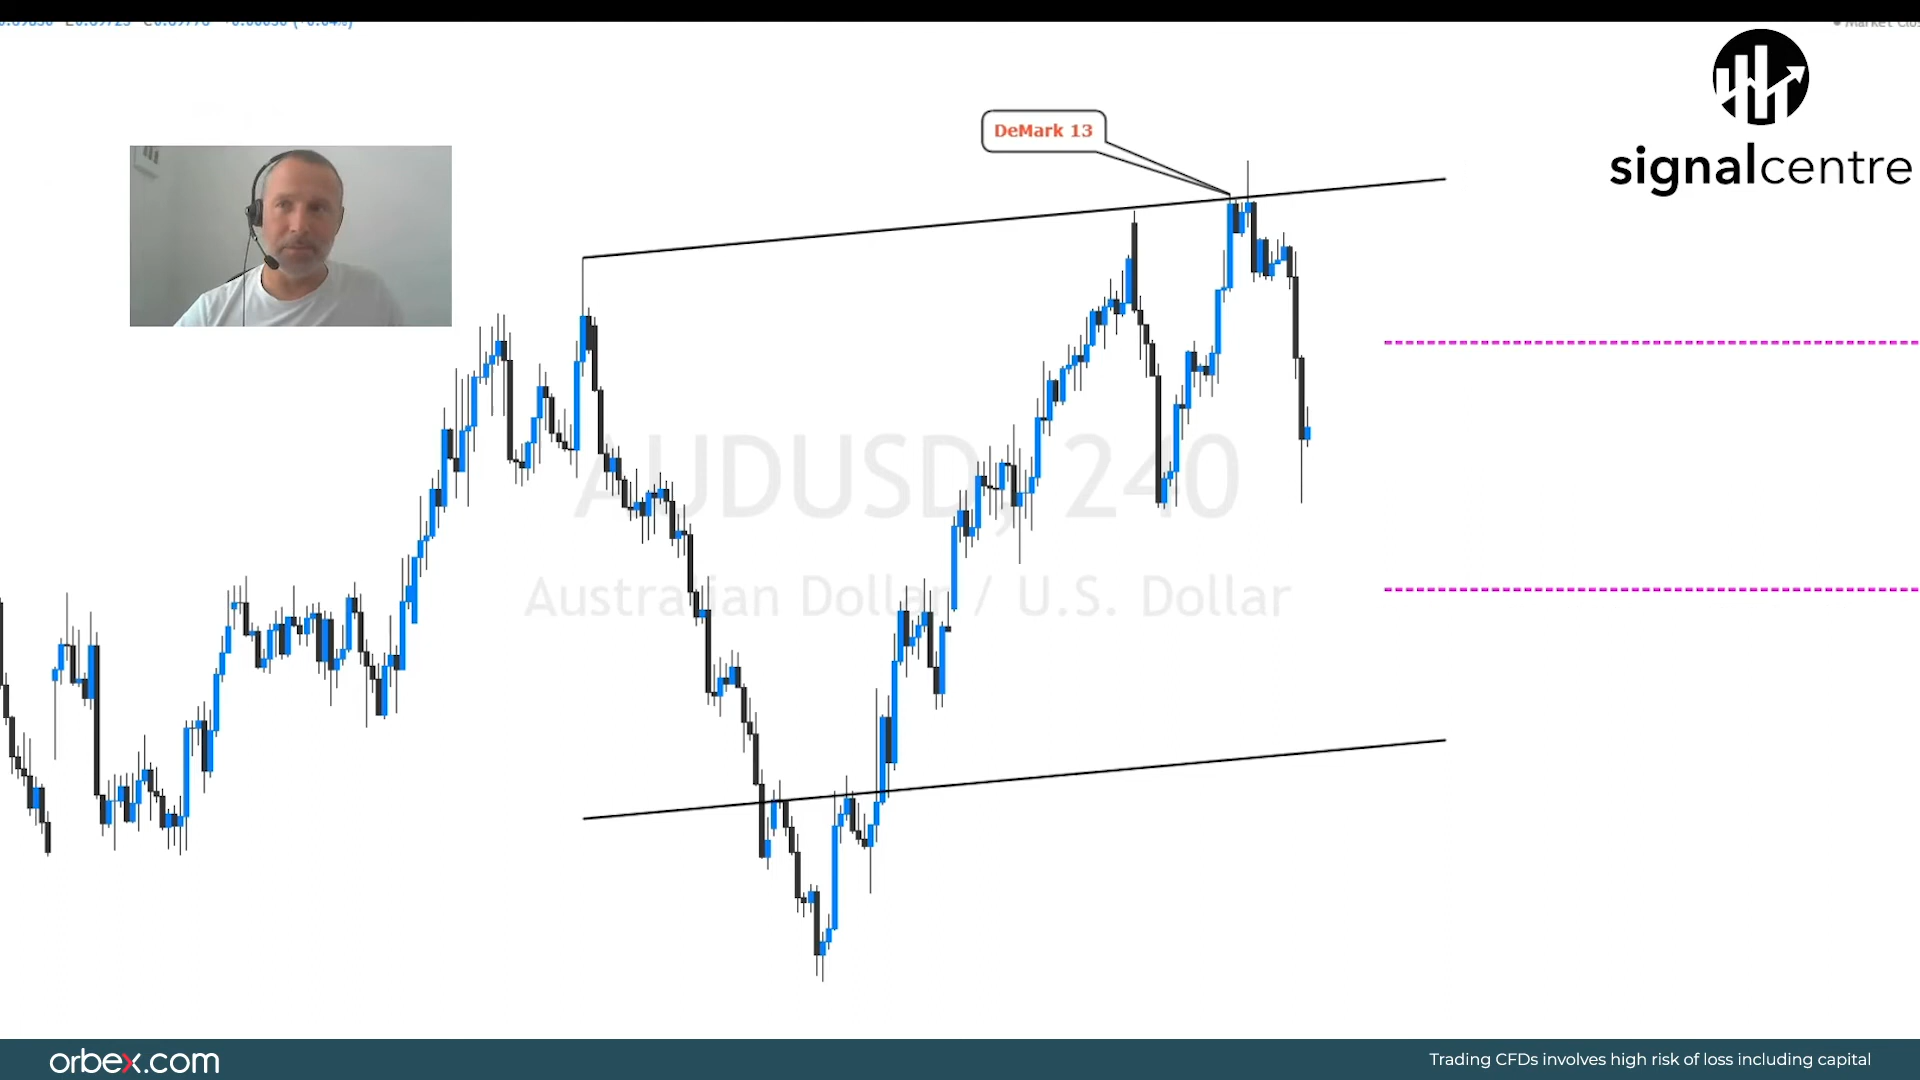 DeMark 13
signalcentre
AUDUSD, 240
Australian Dollar / U.S. Dollar
orbex.com
Trading CFDs involves high risk of loss including capital